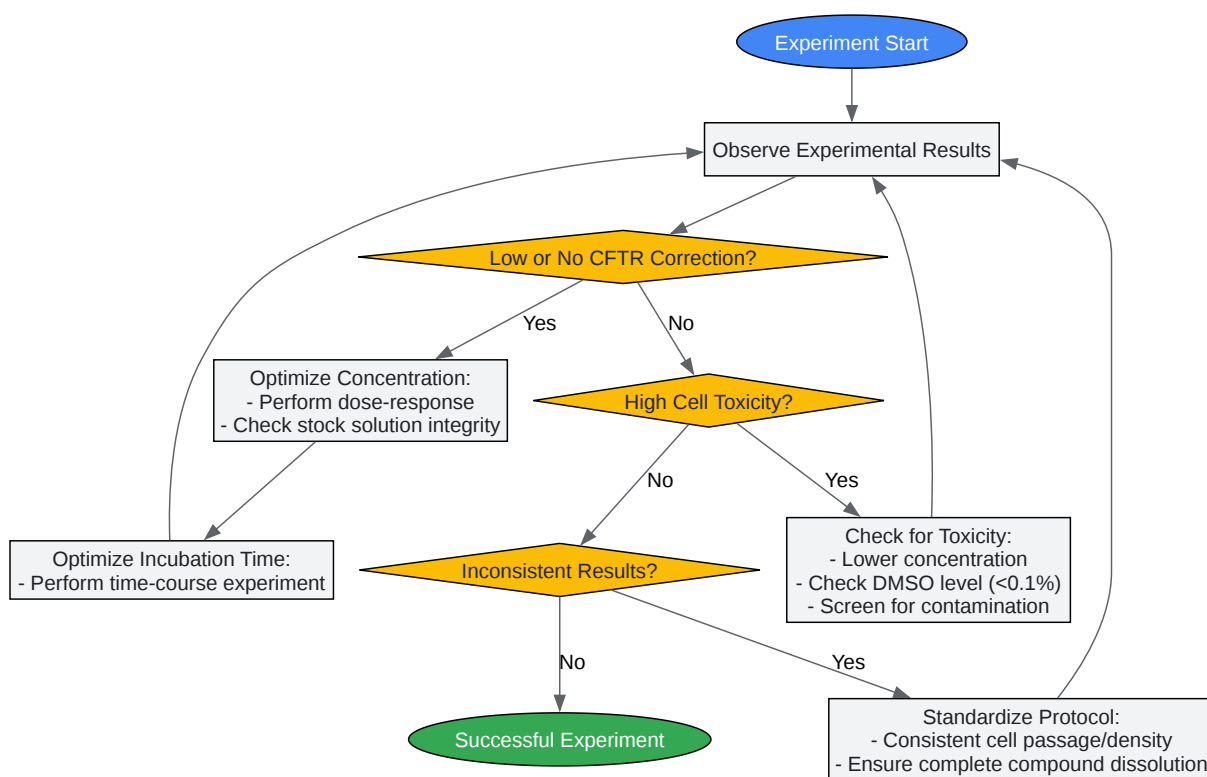 Experiment Start
Observe Experimental Results
Low or No CFTR Correction?
Yes
No
Optimize Concentration:
- Perform dose-response
- Check stock solution integrity
High Cell Toxicity?
No
Yes
Optimize Incubation Time:
- Perform time-course experiment
Inconsistent Results?
Check for Toxicity:
- Lower concentration
- Check DMSO level (<0.1%)
- Screen for contamination
No
Yes
Successful Experiment
Standardize Protocol:
- Consistent cell passage/density
- Ensure complete compound dissolution